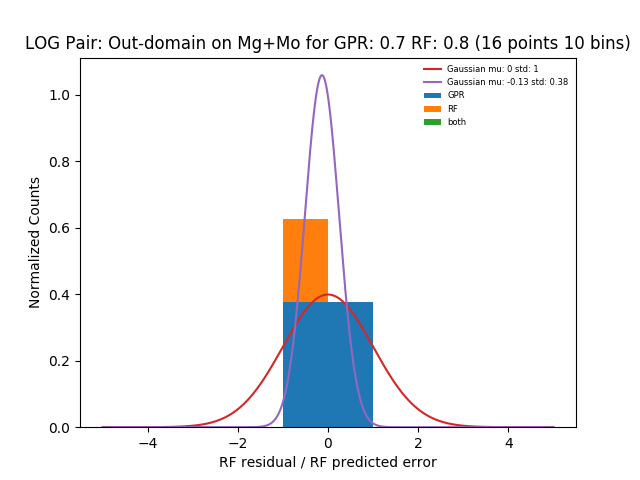 LOG Pair: Out-domain on Mg+Mo for GPR: 0.7 RF: 0.8 (16 points 10 bins)
Gaussian mu: 0 std: 1
Gaussian mu: -0.13 std: 0.38
GPR
RF
both
Normalized Counts
1.0
0.8
0.6
0.4
0.2
0.0
−4 −2 0 2 4
RF residual / RF predicted error